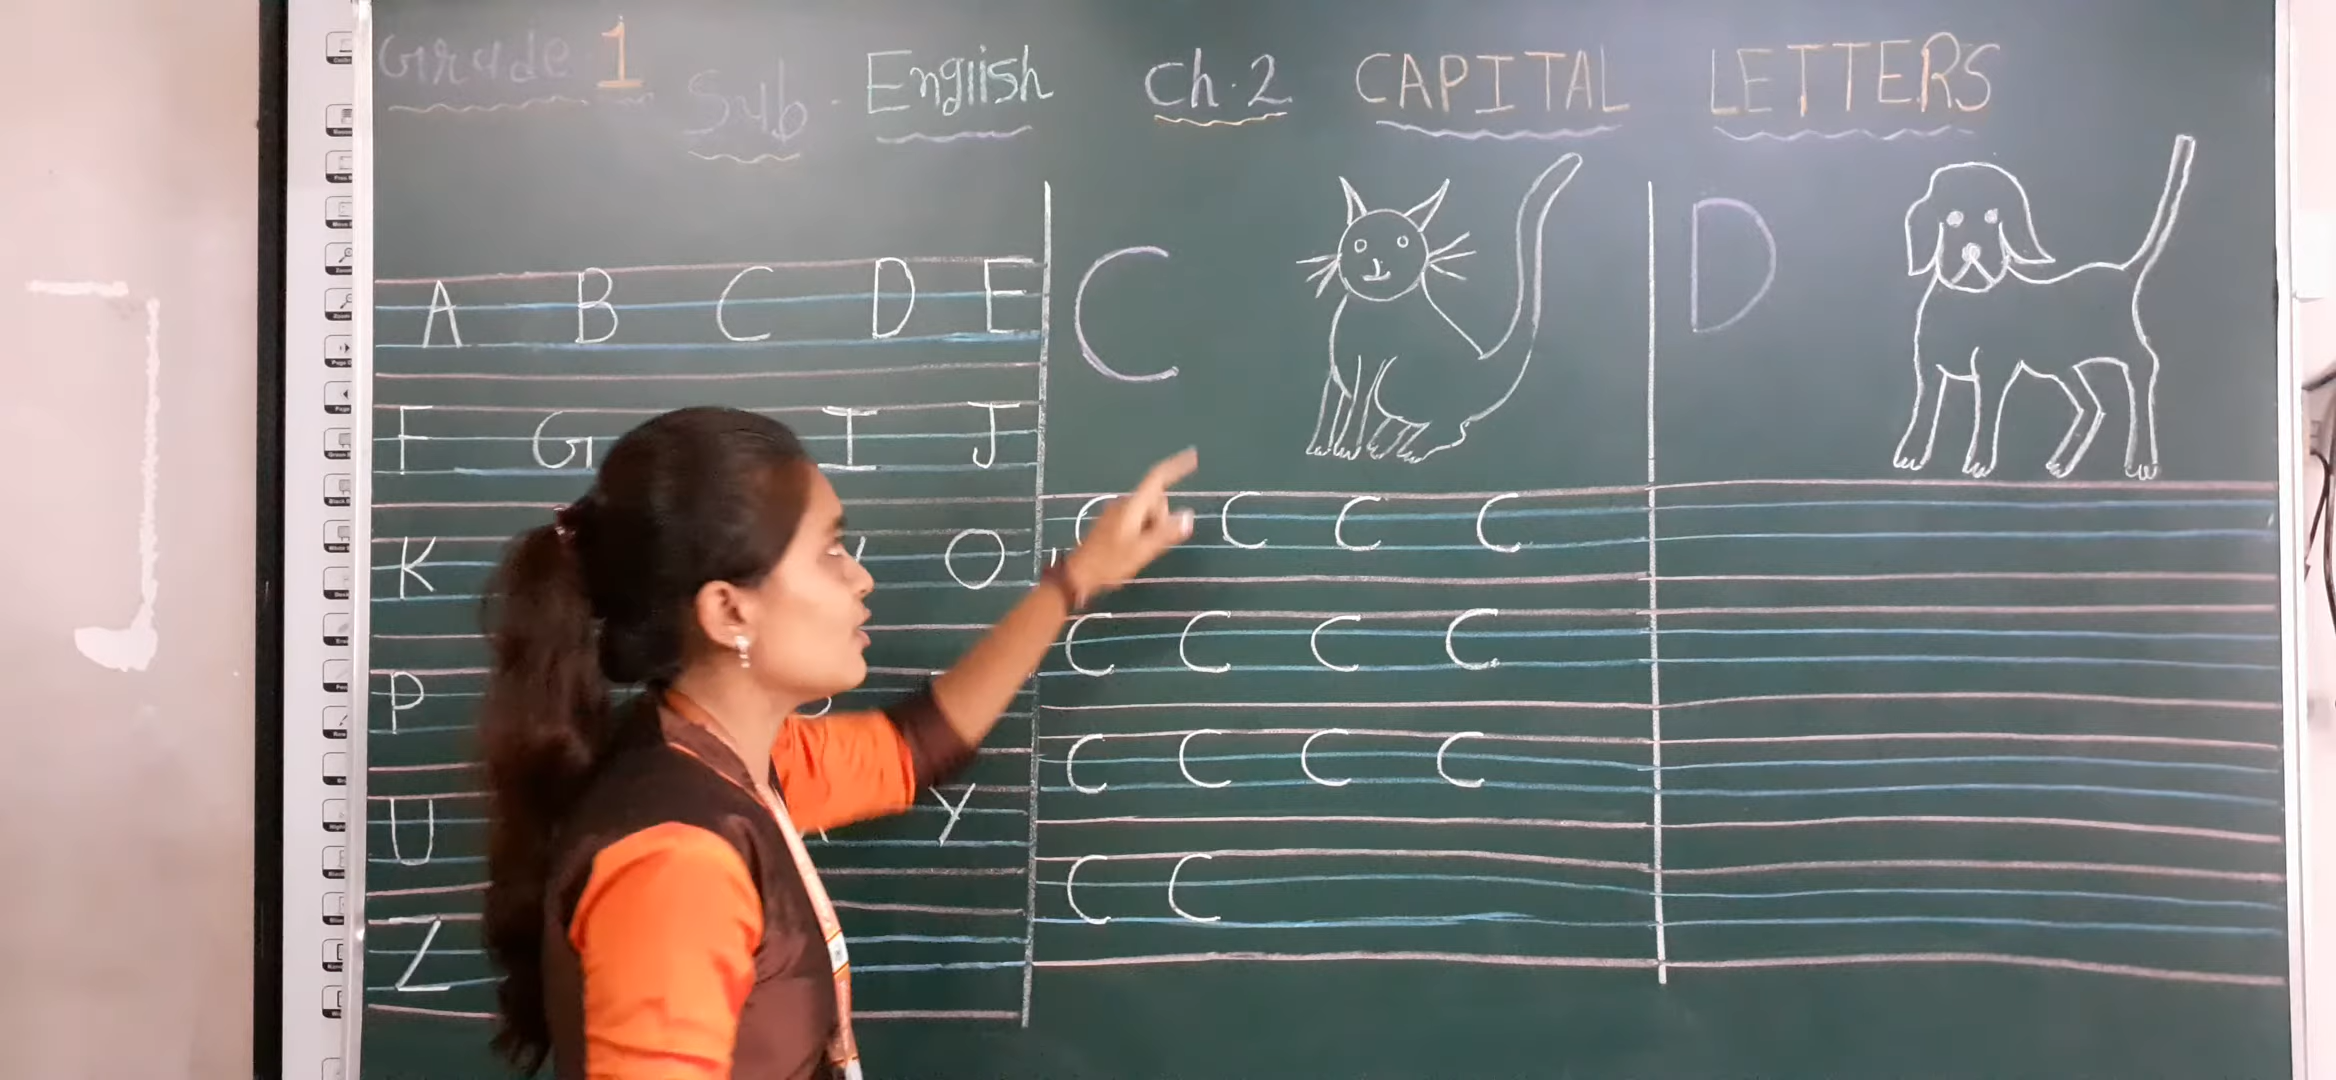 Grade 1 Sub. English Ch.2 CAPITAL LETTERS
A B C D E
F G I J
K O
P
U Y
Z
C
C C C C
C C C C
C C C C
C C
D